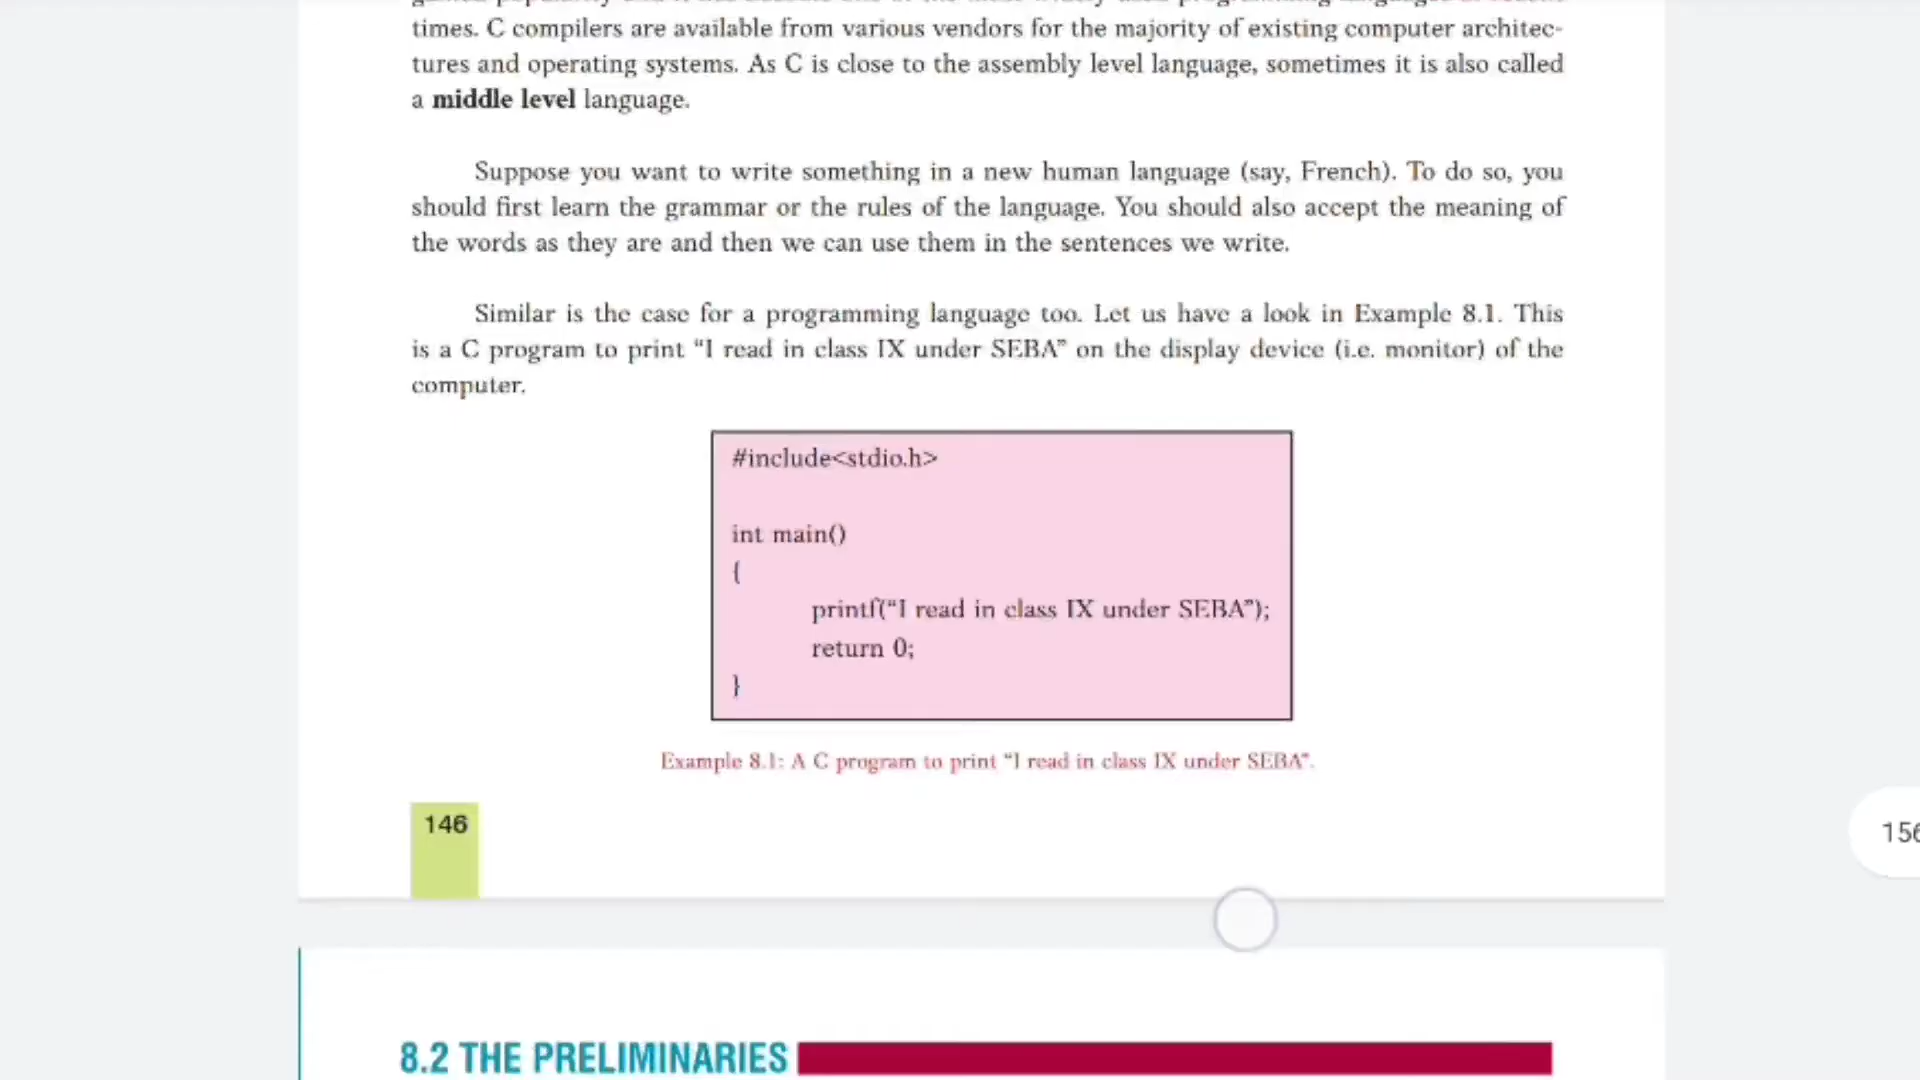 times. C compilers are available from various vendors for the majority of existing computer architec-
tures and operating systems. As C is close to the assembly level language, sometimes it is also called
a middle level language.
Suppose you want to write something in a new human language (say, French). To do so, you
should first learn the grammar or the rules of the language. You should also accept the meaning of
the words as they are and then we can use them in the sentences we write.
Similar is the case for a programming language too. Let us have a look in Example 8.1. This
is a C program to print “I read in class IX under SEBA” on the display device (i.e. monitor) of the
computer.
#include<stdio.h>
int main()
{
printf(“I read in class IX under SEBA”);
return 0;
}
Example 8.1: A C program to print “I read in class IX under SEBA”.
146
156
8.2 THE PRELIMINARIES